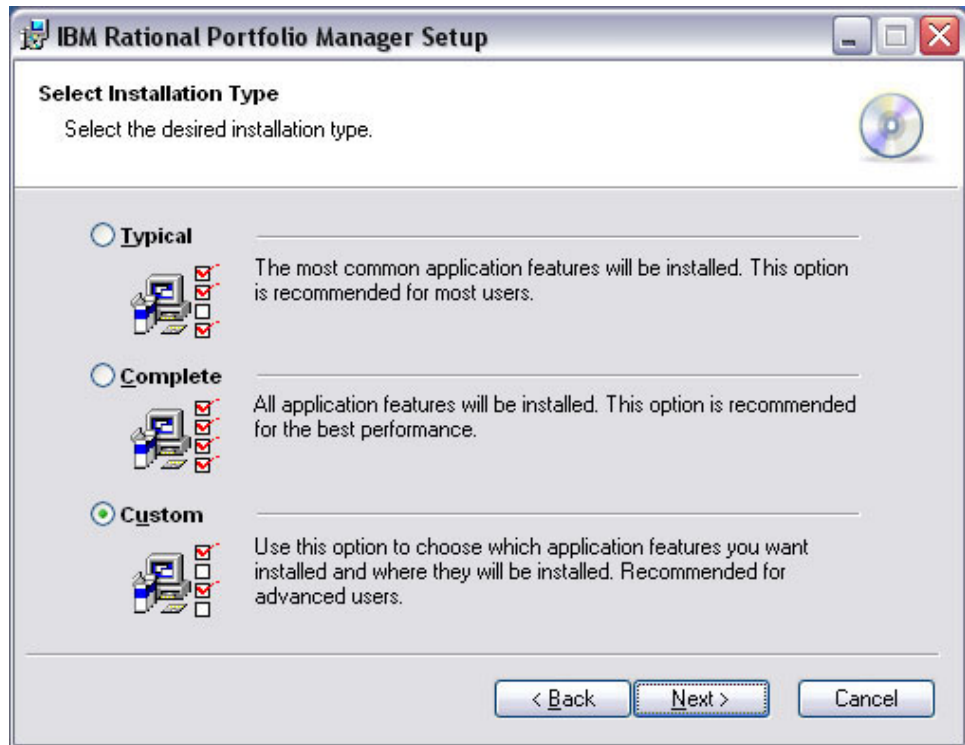 IBM Rational Portfolio Manager Setup
Select Installation Type
Select the desired installation type.
Typical
The most common application features will be installed. This option
is recommended for most users.
Complete
All application features will be installed. This option is recommended
for the best performance.
Custom
Use this option to choose which application features you want
installed and where they will be installed. Recommended for
advanced users.
< Back
Next >
Cancel